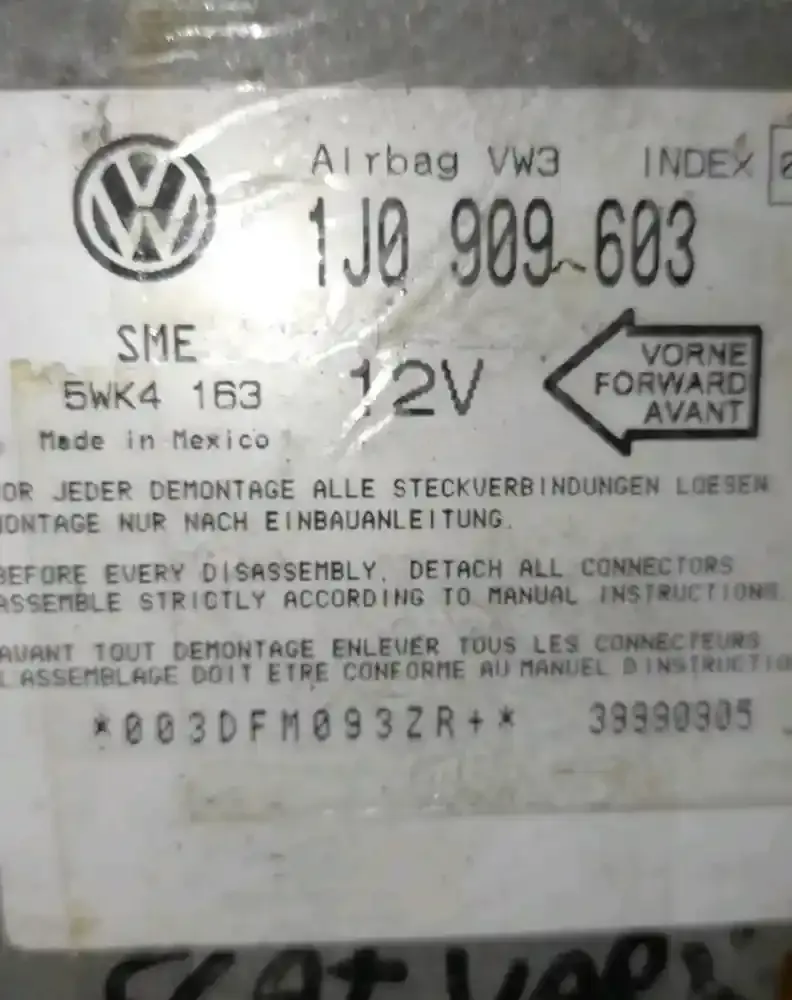 Airbag VW3 INDEX
1J0 909 603
SME
5WK4 163
12V
VORNE
FORWARD
AVANT
Made in Mexico
OR JEDER DEMONTAGE ALLE STECKVERBINDUNGEN LOESEN
ONTAGE NUR NACH EINBAUANLEITUNG.
BEFORE EVERY DISASSEMBLY, DETACH ALL CONNECTORS
ASSEMBLE STRICTLY ACCORDING TO MANUAL INSTRUCTIONS
AVANT TOUT DEMONTAGE ENLEVER TOUS LES CONNECTEURS
L ASSEMBLAGE DOIT ETRE CONFORME AU MANUEL D INSTRUCTIO
*003DFM093ZR+* 39990905